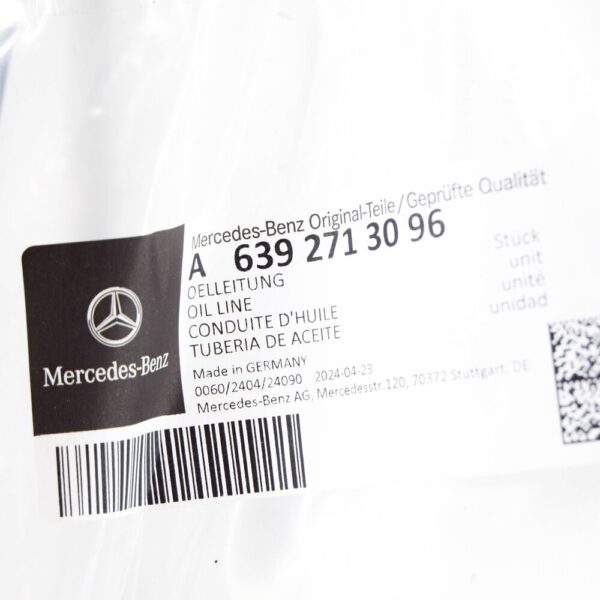 Mercedes-Benz Original-Teile / Geprüfte Qualität
A 639 271 30 96
OELLEITUNG
OIL LINE
CONDUITE D'HUILE
TUBERIA DE ACEITE
Stuck
unit
unité
unidad
Made in GERMANY
0060/2404/24090 2024-04-23
Mercedes-Benz AG, Mercedesstr.120, 70372 Stuttgart, DE
Mercedes-Benz